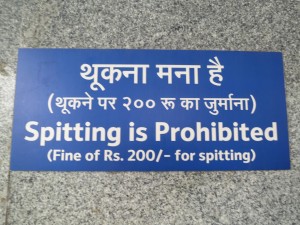 थूकना मना है
(थूकने पर २०० रू का जुर्माना)
Spitting is Prohibited
(Fine of Rs. 200/- for spitting)